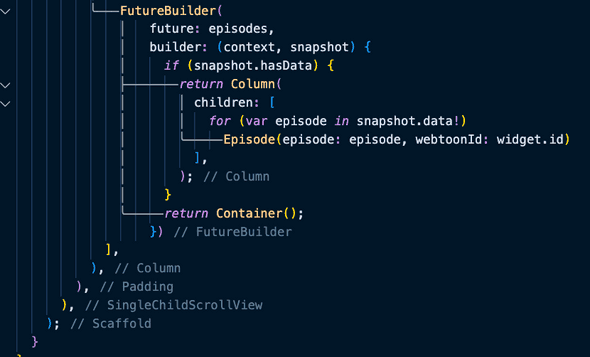 FutureBuilder(
future: episodes,
builder: (context, snapshot) {
if (snapshot.hasData) {
return Column(
children: [
for (var episode in snapshot.data!)
Episode(episode: episode, webtoonId: widget.id)
],
); // Column
}
return Container();
}) // FutureBuilder
],
), // Column
), // Padding
), // SingleChildScrollView
); // Scaffold
}